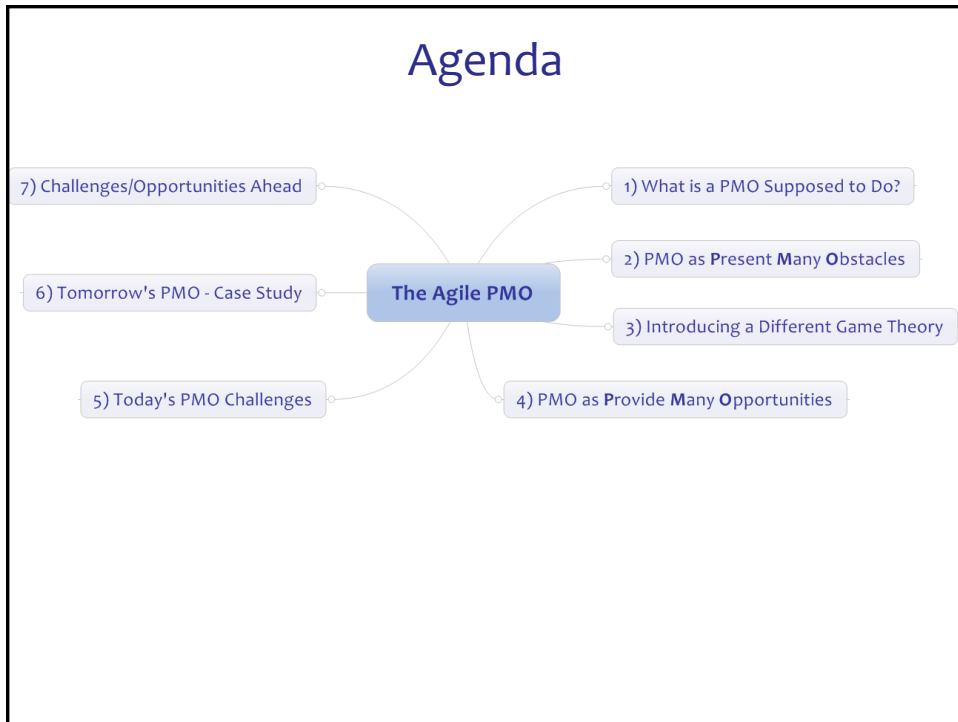 Agenda
The Agile PMO
1) What is a PMO Supposed to Do?
2) PMO as Present Many Obstacles
3) Introducing a Different Game Theory
4) PMO as Provide Many Opportunities
5) Today's PMO Challenges
6) Tomorrow's PMO - Case Study
7) Challenges/Opportunities Ahead